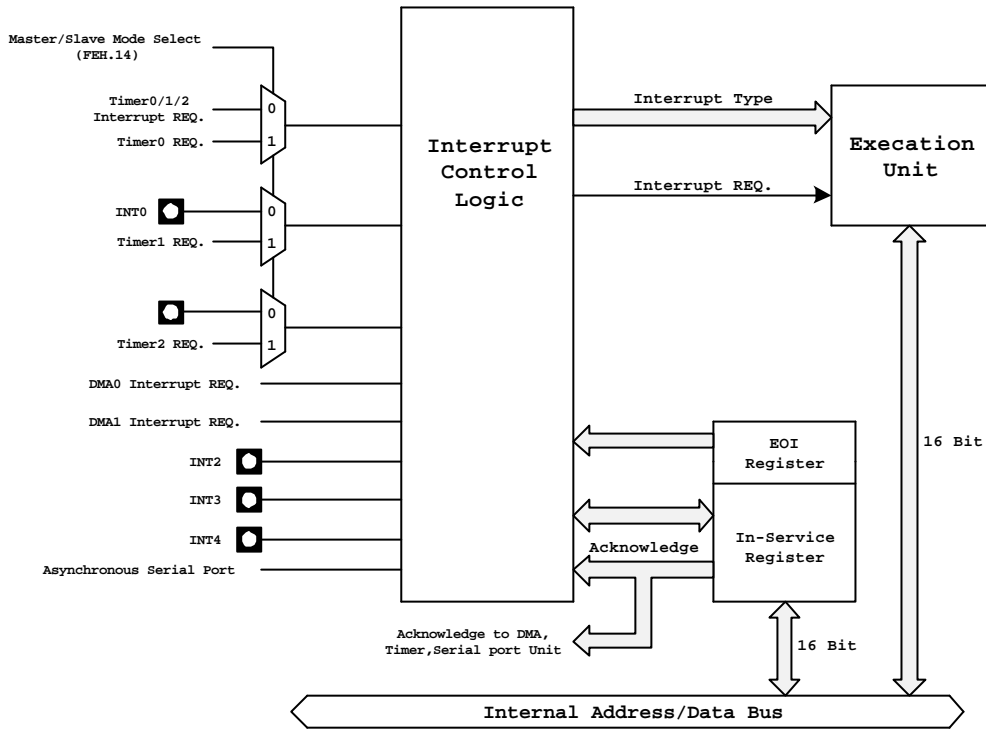 Master/Slave Mode Select
(FEH.14)
Timer0/1/2
Interrupt REQ.
0
Timer0 REQ.
1
INT0
0
Timer1 REQ.
1
0
Timer2 REQ.
1
DMA0 Interrupt REQ.
DMA1 Interrupt REQ.
INT2
INT3
INT4
Asynchronous Serial Port
Interrupt
Control
Logic
Interrupt Type
Interrupt REQ.
Execation
Unit
16 Bit
EOI
Register
In-Service
Register
Acknowledge
Acknowledge to DMA,
Timer,Serial port Unit
16 Bit
Internal Address/Data Bus